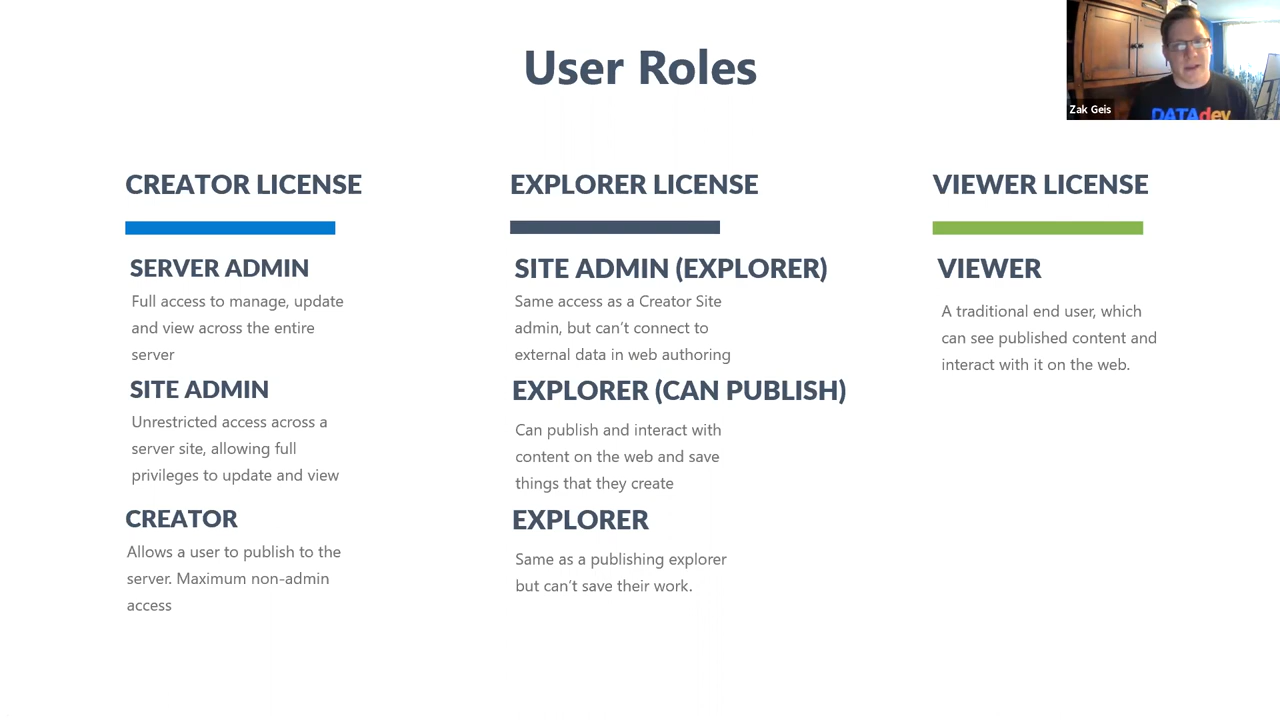 User Roles
Zak Geis
DATAdev
CREATOR LICENSE
SERVER ADMIN
Full access to manage, update
and view across the entire
server
SITE ADMIN
Unrestricted access across a
server site, allowing full
privileges to update and view
CREATOR
Allows a user to publish to the
server. Maximum non-admin
access
EXPLORER LICENSE
SITE ADMIN (EXPLORER)
Same access as a Creator Site
admin, but can’t connect to
external data in web authoring
EXPLORER (CAN PUBLISH)
Can publish and interact with
content on the web and save
things that they create
EXPLORER
Same as a publishing explorer
but can’t save their work.
VIEWER LICENSE
VIEWER
A traditional end user, which
can see published content and
interact with it on the web.